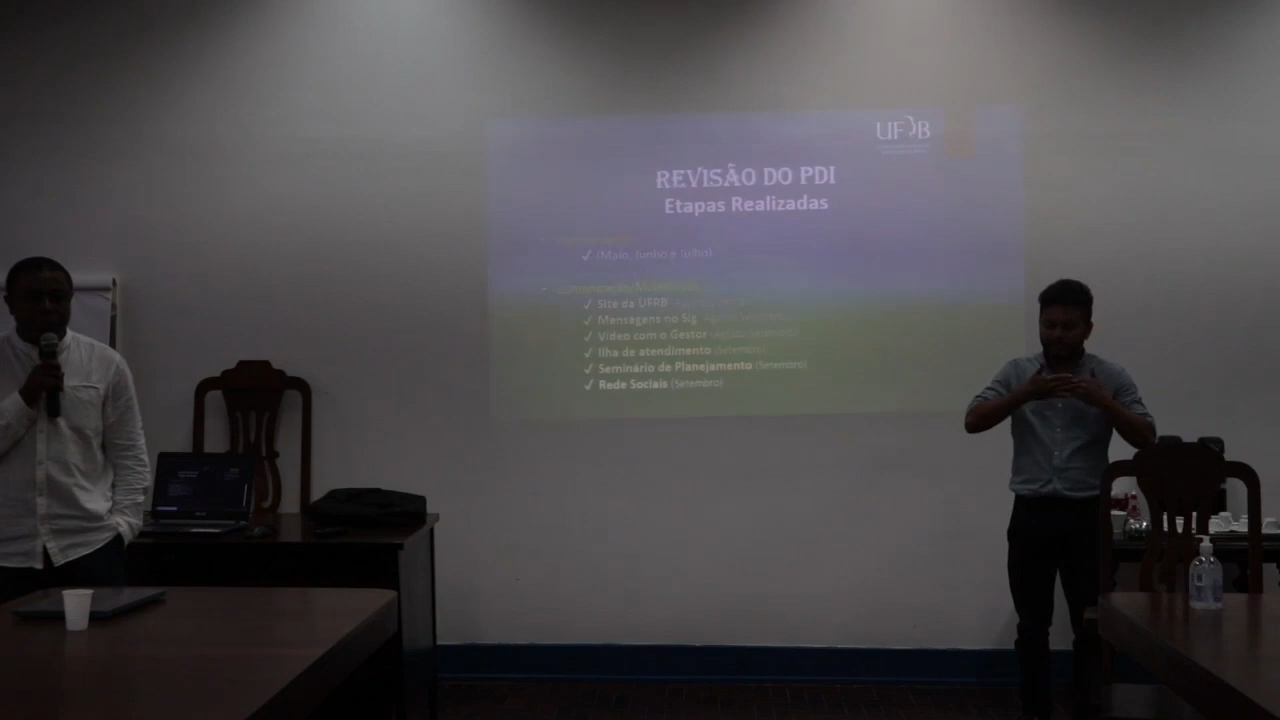 UFRB
REVISÃO DO PDI
Etapas Realizadas
✓ (Maio, Junho e Julho)
✓ Site da UFRB
✓ Mensagens no Sig
✓ Vídeo com o Gestor
✓ Ilha de atendimento (Setembro)
✓ Seminário de Planejamento (Setembro)
✓ Rede Sociais (Setembro)